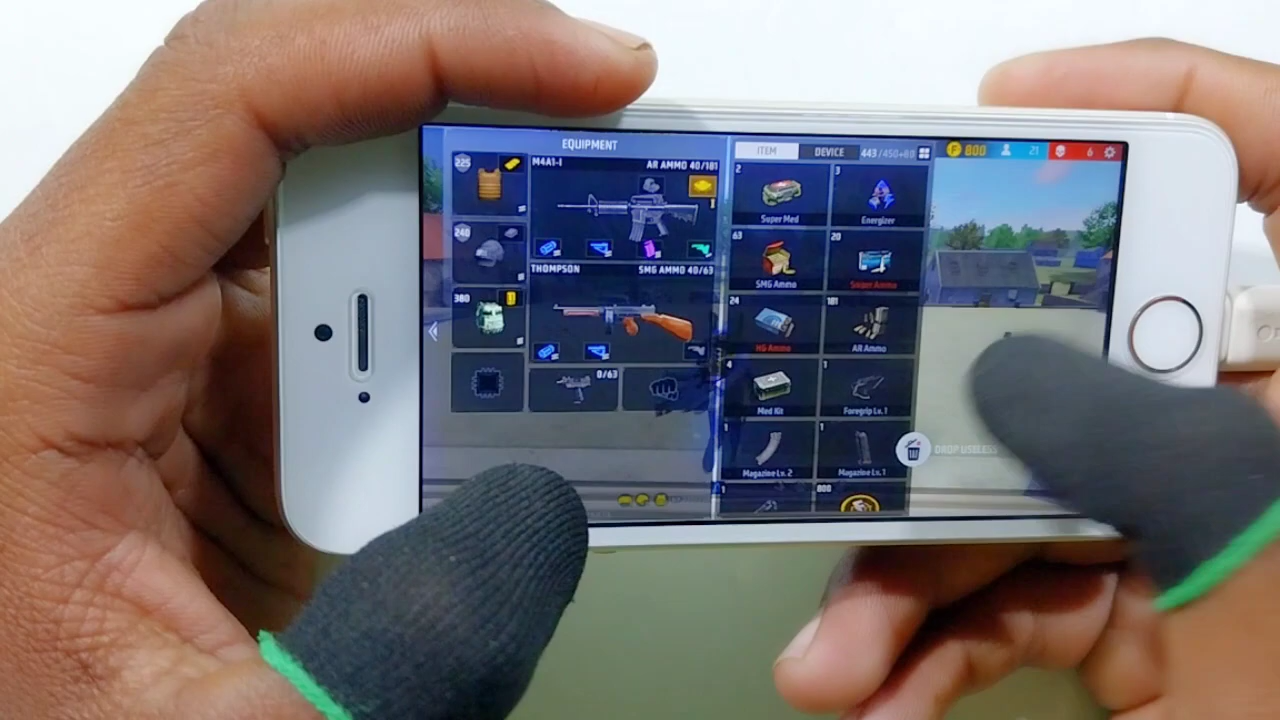 EQUIPMENT
225
M4A1-I
AR AMMO 40/181
1
240
THOMPSON
SMG AMMO 40/63
380
0/63
ITEM
DEVICE
443/450+80
2
Super Med
3
Energizer
63
SMG Ammo
20
Sniper Ammo
24
HG Ammo
181
AR Ammo
4
Med Kit
1
Foregrip Lv.1
1
Magazine Lv. 2
1
Magazine Lv. 1
1
800
F 800
21
6
DROP USELESS